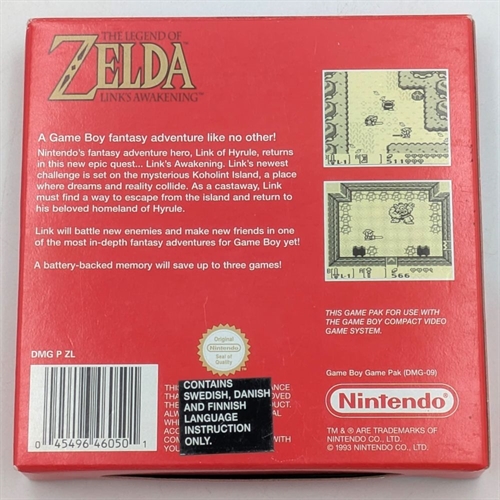 THE LEGEND OF
ZELDA™
LINK'S AWAKENING™
A Game Boy fantasy adventure like no other!
Nintendo's fantasy adventure hero, Link of Hyrule, returns
in this new epic quest... Link's Awakening. Link's newest
challenge is set on the mysterious Koholint Island, a place
where dreams and reality collide. As a castaway, Link
must find a way to escape from the island and return to
his beloved homeland of Hyrule.
Link will battle new enemies and make new friends in one
of the most in-depth fantasy adventures for Game Boy yet!
A battery-backed memory will save up to three games!
THIS GAME PAK FOR USE WITH
THE GAME BOY COMPACT VIDEO
GAME SYSTEM.
DMG P ZL
Original
Nintendo
Seal of
Quality
Game Boy Game Pak (DMG-09)
Nintendo
TM & ® ARE TRADEMARKS OF
NINTENDO CO., LTD.
© 1993 NINTENDO CO., LTD.
CONTAINS
SWEDISH, DANISH
AND FINNISH
LANGUAGE
INSTRUCTION
ONLY.
0 45496 46050 1